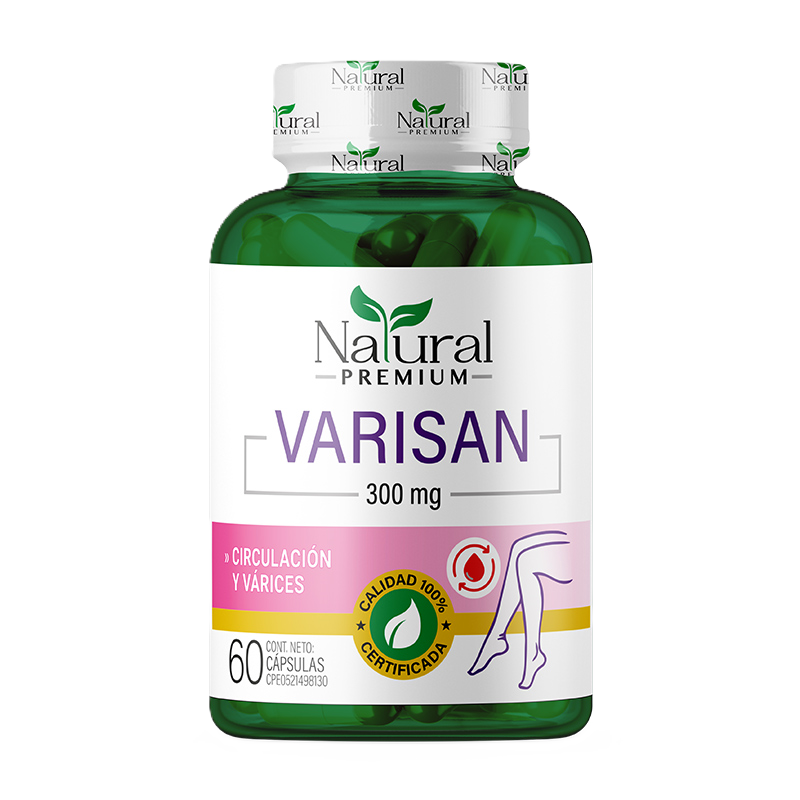 Natural
PREMIUM
Natural
PREMIUM
Natural
PREMIUM
VARISAN
300 mg
» CIRCULACIÓN
Y VÁRICES
CALIDAD 100%
CERTIFICADA
60
CONT. NETO:
CÁPSULAS
CPE0521498130